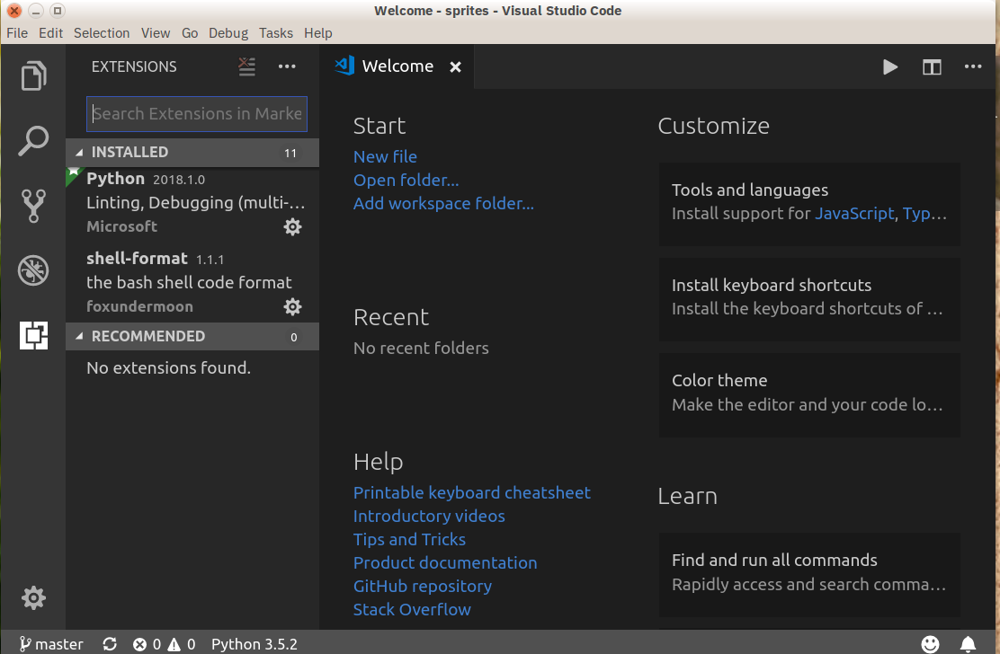 Welcome - sprites - Visual Studio Code
File Edit Selection View Go Debug Tasks Help
EXTENSIONS
Search Extensions in Marke
INSTALLED 11
Python 2018.1.0
Linting, Debugging (multi-...
Microsoft
shell-format 1.1.1
the bash shell code format
foxundermoon
RECOMMENDED 0
No extensions found.
Welcome
Start
New file
Open folder...
Add workspace folder...
Recent
No recent folders
Help
Printable keyboard cheatsheet
Introductory videos
Tips and Tricks
Product documentation
GitHub repository
Stack Overflow
Customize
Tools and languages
Install support for JavaScript, Typ...
Install keyboard shortcuts
Install the keyboard shortcuts of ...
Color theme
Make the editor and your code lo...
Learn
Find and run all commands
Rapidly access and search comma...
master 0 0 Python 3.5.2